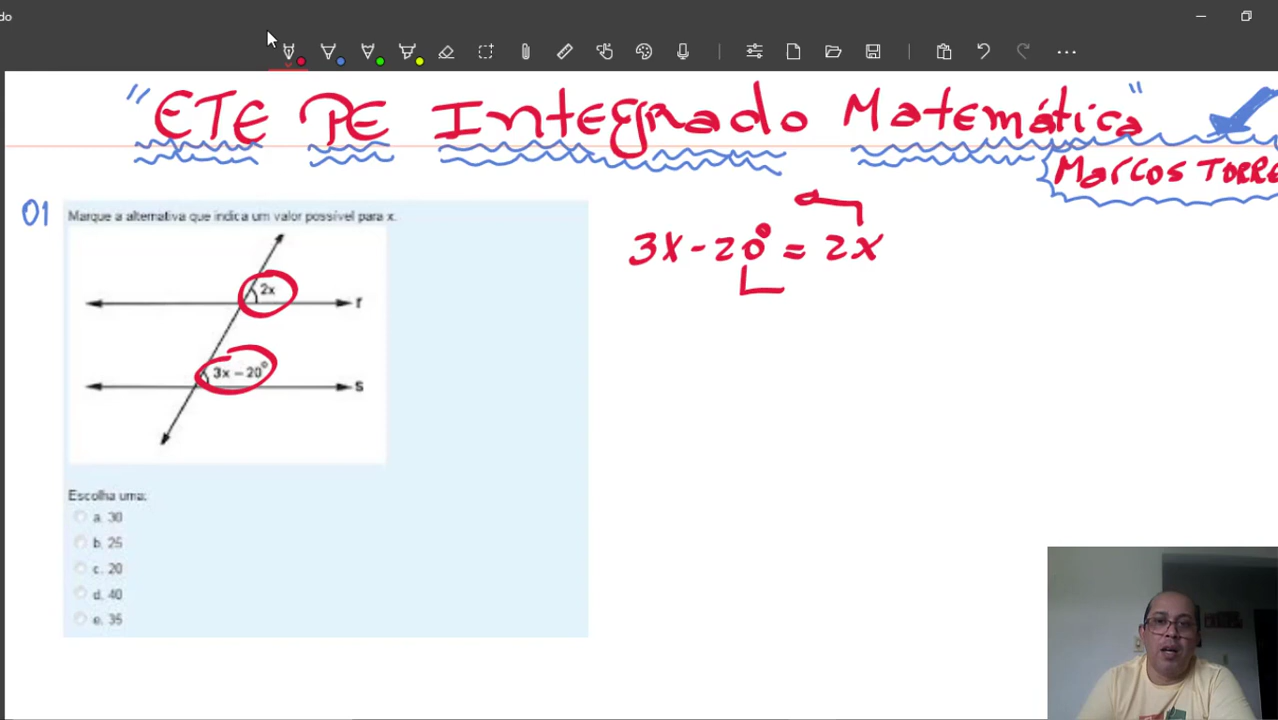 do
"ETE PE Integrado Matemática"
Marcos TORRE
01
Marque a alternativa que indica um valor possível para x.
3x - 20° = 2x
2x
r
3x – 20°
s
Escolha uma:
a. 30
b. 25
c. 20
d. 40
e. 35